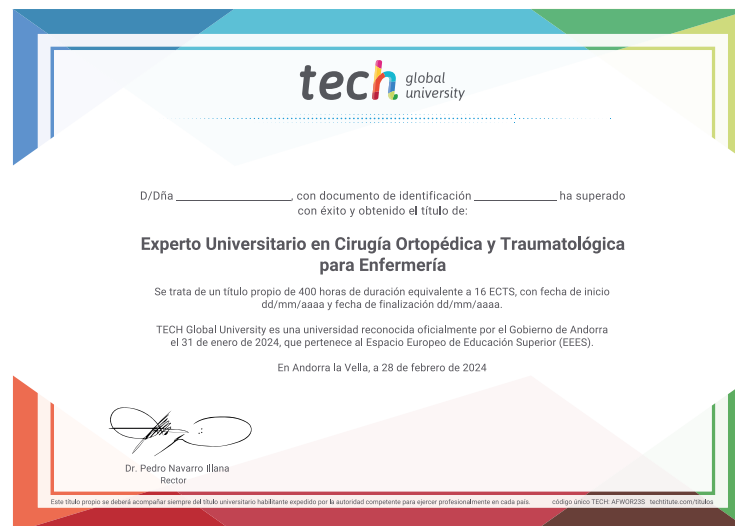 tech global university
D/Dña ____________________, con documento de identificación ______________ ha superado
con éxito y obtenido el título de:
Experto Universitario en Cirugía Ortopédica y Traumatológica
para Enfermería
Se trata de un título propio de 400 horas de duración equivalente a 16 ECTS, con fecha de inicio
dd/mm/aaaa y fecha de finalización dd/mm/aaaa.
TECH Global University es una universidad reconocida oficialmente por el Gobierno de Andorra
el 31 de enero de 2024, que pertenece al Espacio Europeo de Educación Superior (EEES).
En Andorra la Vella, a 28 de febrero de 2024
Dr. Pedro Navarro Illana
Rector
Este título propio se deberá acompañar siempre del título universitario habilitante expedido por la autoridad competente para ejercer profesionalmente en cada país. código único TECH: AFWOR23S techtitute.com/titulos